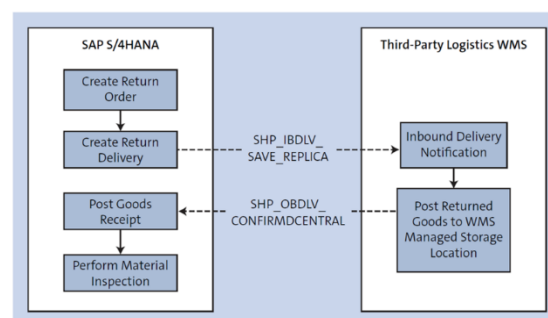 SAP S/4HANA
Create Return
Order
Create Return
Delivery
Post Goods
Receipt
Perform Material
Inspection
SHP_IBDLV_
SAVE_REPLICA
SHP_OBDLV_
CONFIRMDCENTRAL
Third-Party Logistics WMS
Inbound Delivery
Notification
Post Returned
Goods to WMS
Managed Storage
Location